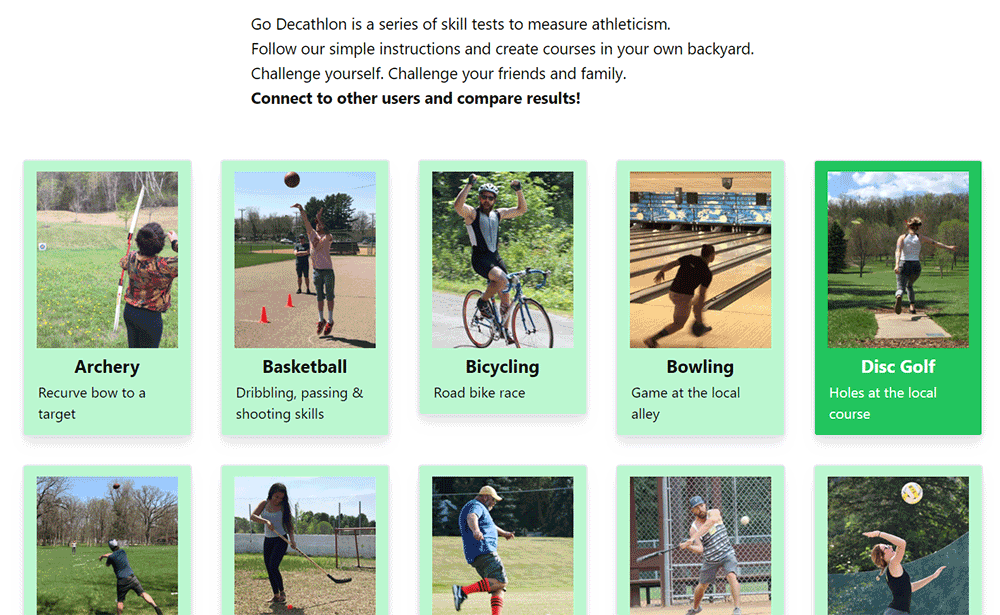 Go Decathlon is a series of skill tests to measure athleticism.
Follow our simple instructions and create courses in your own backyard.
Challenge yourself. Challenge your friends and family.
Connect to other users and compare results!
Archery
Recurve bow to a
target
Basketball
Dribbling, passing &
shooting skills
Bicycling
Road bike race
Bowling
Game at the local
alley
Disc Golf
Holes at the local
course